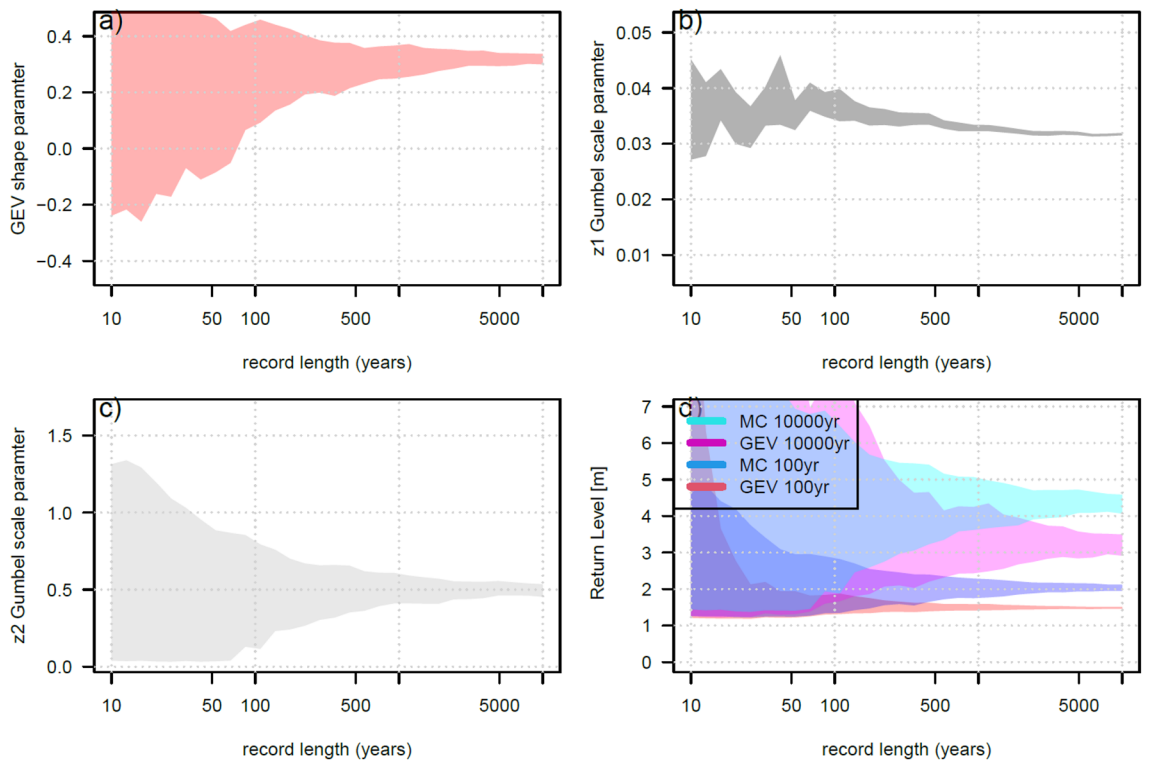 a)
GEV shape paramter
0.4
0.2
0.0
−0.2
−0.4
10 50 100 500 5000
record length (years)
b)
z1 Gumbel scale paramter
0.05
0.04
0.03
0.02
0.01
10 50 100 500 5000
record length (years)
c)
z2 Gumbel scale paramter
1.5
1.0
0.5
0.0
10 50 100 500 5000
record length (years)
d)
Return Level [m]
7
6
5
4
3
2
1
0
MC 10000yr
GEV 10000yr
MC 100yr
GEV 100yr
10 50 100 500 5000
record length (years)